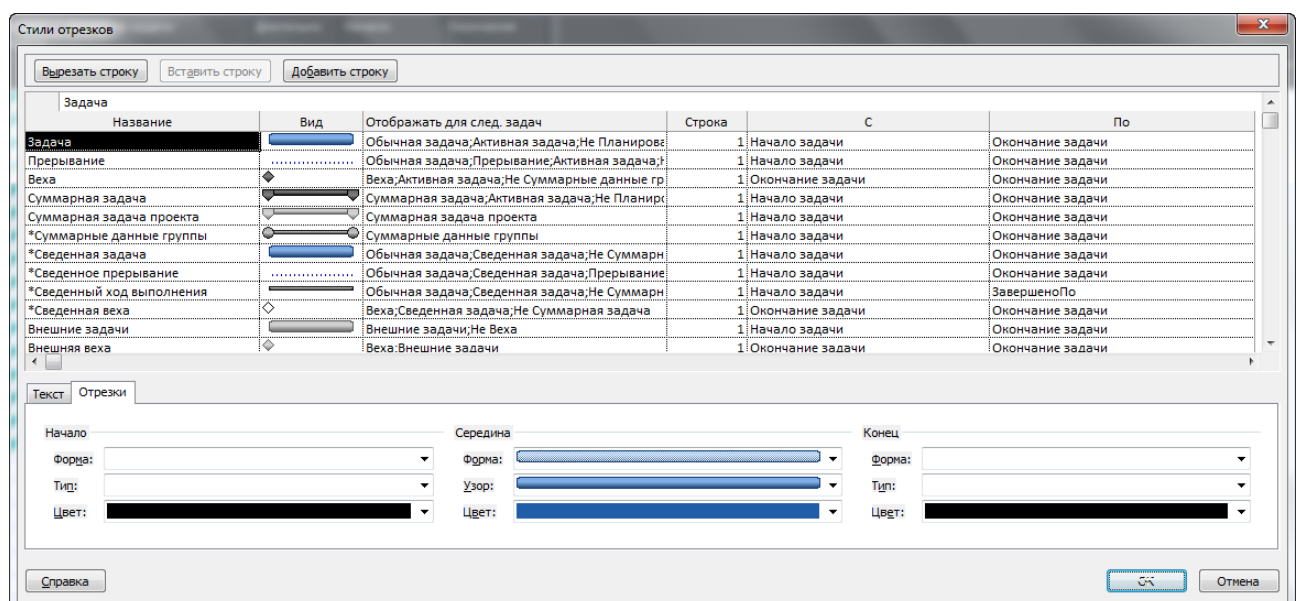 Стили отрезков
Вырезать строку Вставить строку Добавить строку
Задача
Название Вид Отображать для след. задач Строка С По
Задача Обычная задача;Активная задача;Не Планирова 1 Начало задачи Окончание задачи
Прерывание Обычная задача;Прерывание;Активная задача;Н 1 Начало задачи Окончание задачи
Веха Веха;Активная задача;Не Суммарные данные гр 1 Окончание задачи Окончание задачи
Суммарная задача Суммарная задача;Активная задача;Не Планиро 1 Начало задачи Окончание задачи
Суммарная задача проекта Суммарная задача проекта 1 Начало задачи Окончание задачи
*Суммарные данные группы Суммарные данные группы 1 Начало задачи Окончание задачи
*Сведенная задача Обычная задача;Сведенная задача;Не Суммарн 1 Начало задачи Окончание задачи
*Сведенное прерывание Обычная задача;Сведенная задача;Прерывание 1 Начало задачи Окончание задачи
*Сведенный ход выполнения Обычная задача;Сведенная задача;Не Суммарн 1 Начало задачи ЗавершеноПо
*Сведенная веха Веха;Сведенная задача;Не Суммарная задача 1 Окончание задачи Окончание задачи
Внешние задачи Внешние задачи;Не Веха 1 Начало задачи Окончание задачи
Внешняя веха Веха;Внешние задачи 1 Окончание задачи Окончание задачи
Текст Отрезки
Начало Середина Конец
Форма: Форма: Форма:
Тип: Узор: Тип:
Цвет: Цвет: Цвет:
Справка ОК Отмена